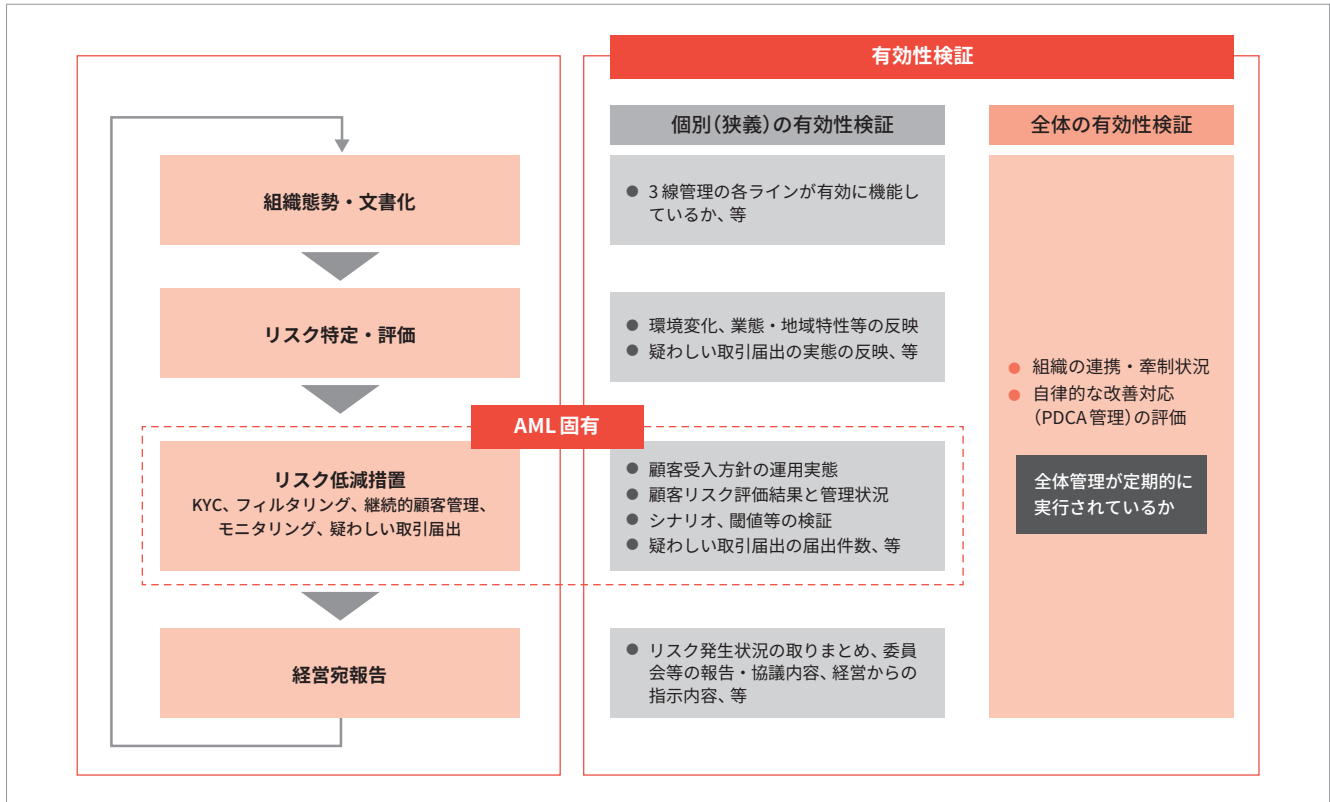 有効性検証
個別(狭義)の有効性検証
全体の有効性検証
組織態勢・文書化
● 3線管理の各ラインが有効に機能し
ているか、等
リスク特定・評価
● 環境変化、業態・地域特性等の反映
● 疑わしい取引届出の実態の反映、等
AML固有
リスク低減措置
KYC、フィルタリング、継続的顧客管理、
モニタリング、疑わしい取引届出
● 顧客受入方針の運用実態
● 顧客リスク評価結果と管理状況
● シナリオ、閾値等の検証
● 疑わしい取引届出の届出件数、等
経営宛報告
● リスク発生状況の取りまとめ、委員
会等の報告・協議内容、経営からの
指示内容、等
● 組織の連携・牽制状況
● 自律的な改善対応
(PDCA管理)の評価
全体管理が定期的に
実行されているか